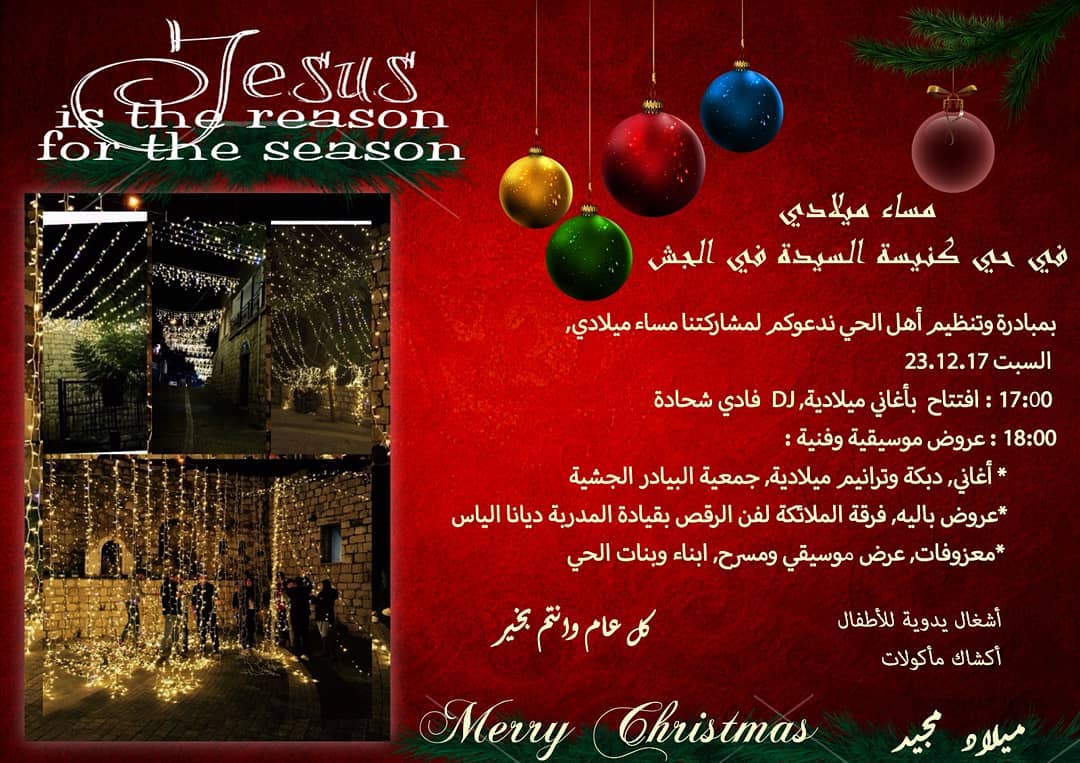 Jesus
is the reason
for the season
مساء ميلادي
في حي كنيسة السيدة في الجش
بمبادرة وتنظيم أهل الحي ندعوكم لمشاركتنا مساء ميلادي,
السبت 23.12.17
17:00 : افتتاح بأغاني ميلادية, DJ فادي شحادة
18:00 : عروض موسيقية وفنية :
* أغاني, دبكة وترانيم ميلادية, جمعية البيادر الجشية
*عروض باليه, فرقة الملائكة لفن الرقص بقيادة المدربة ديانا الياس
*معزوفات, عرض موسيقي ومسرح, ابناء وبنات الحي
أشغال يدوية للأطفال
أكشاك مأكولات
كل عام وانتم بخير
Merry Christmas
ميلاد مجيد